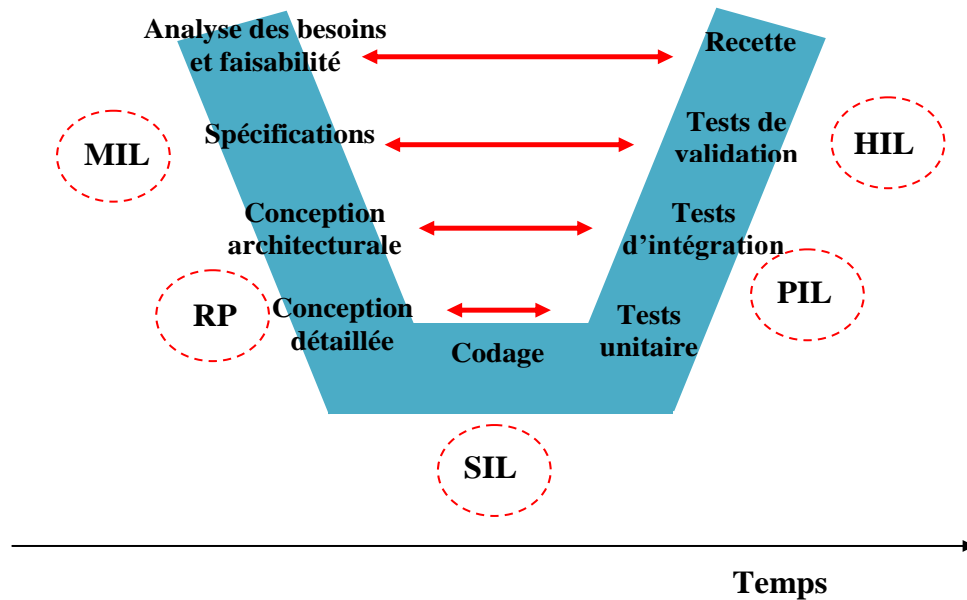 Analyse des besoins
et faisabilité
Recette
MIL
Spécifications
Tests de
validation
HIL
Conception
architecturale
Tests
d’intégration
RP
Conception
détaillée
Codage
Tests
unitaire
PIL
SIL
Temps